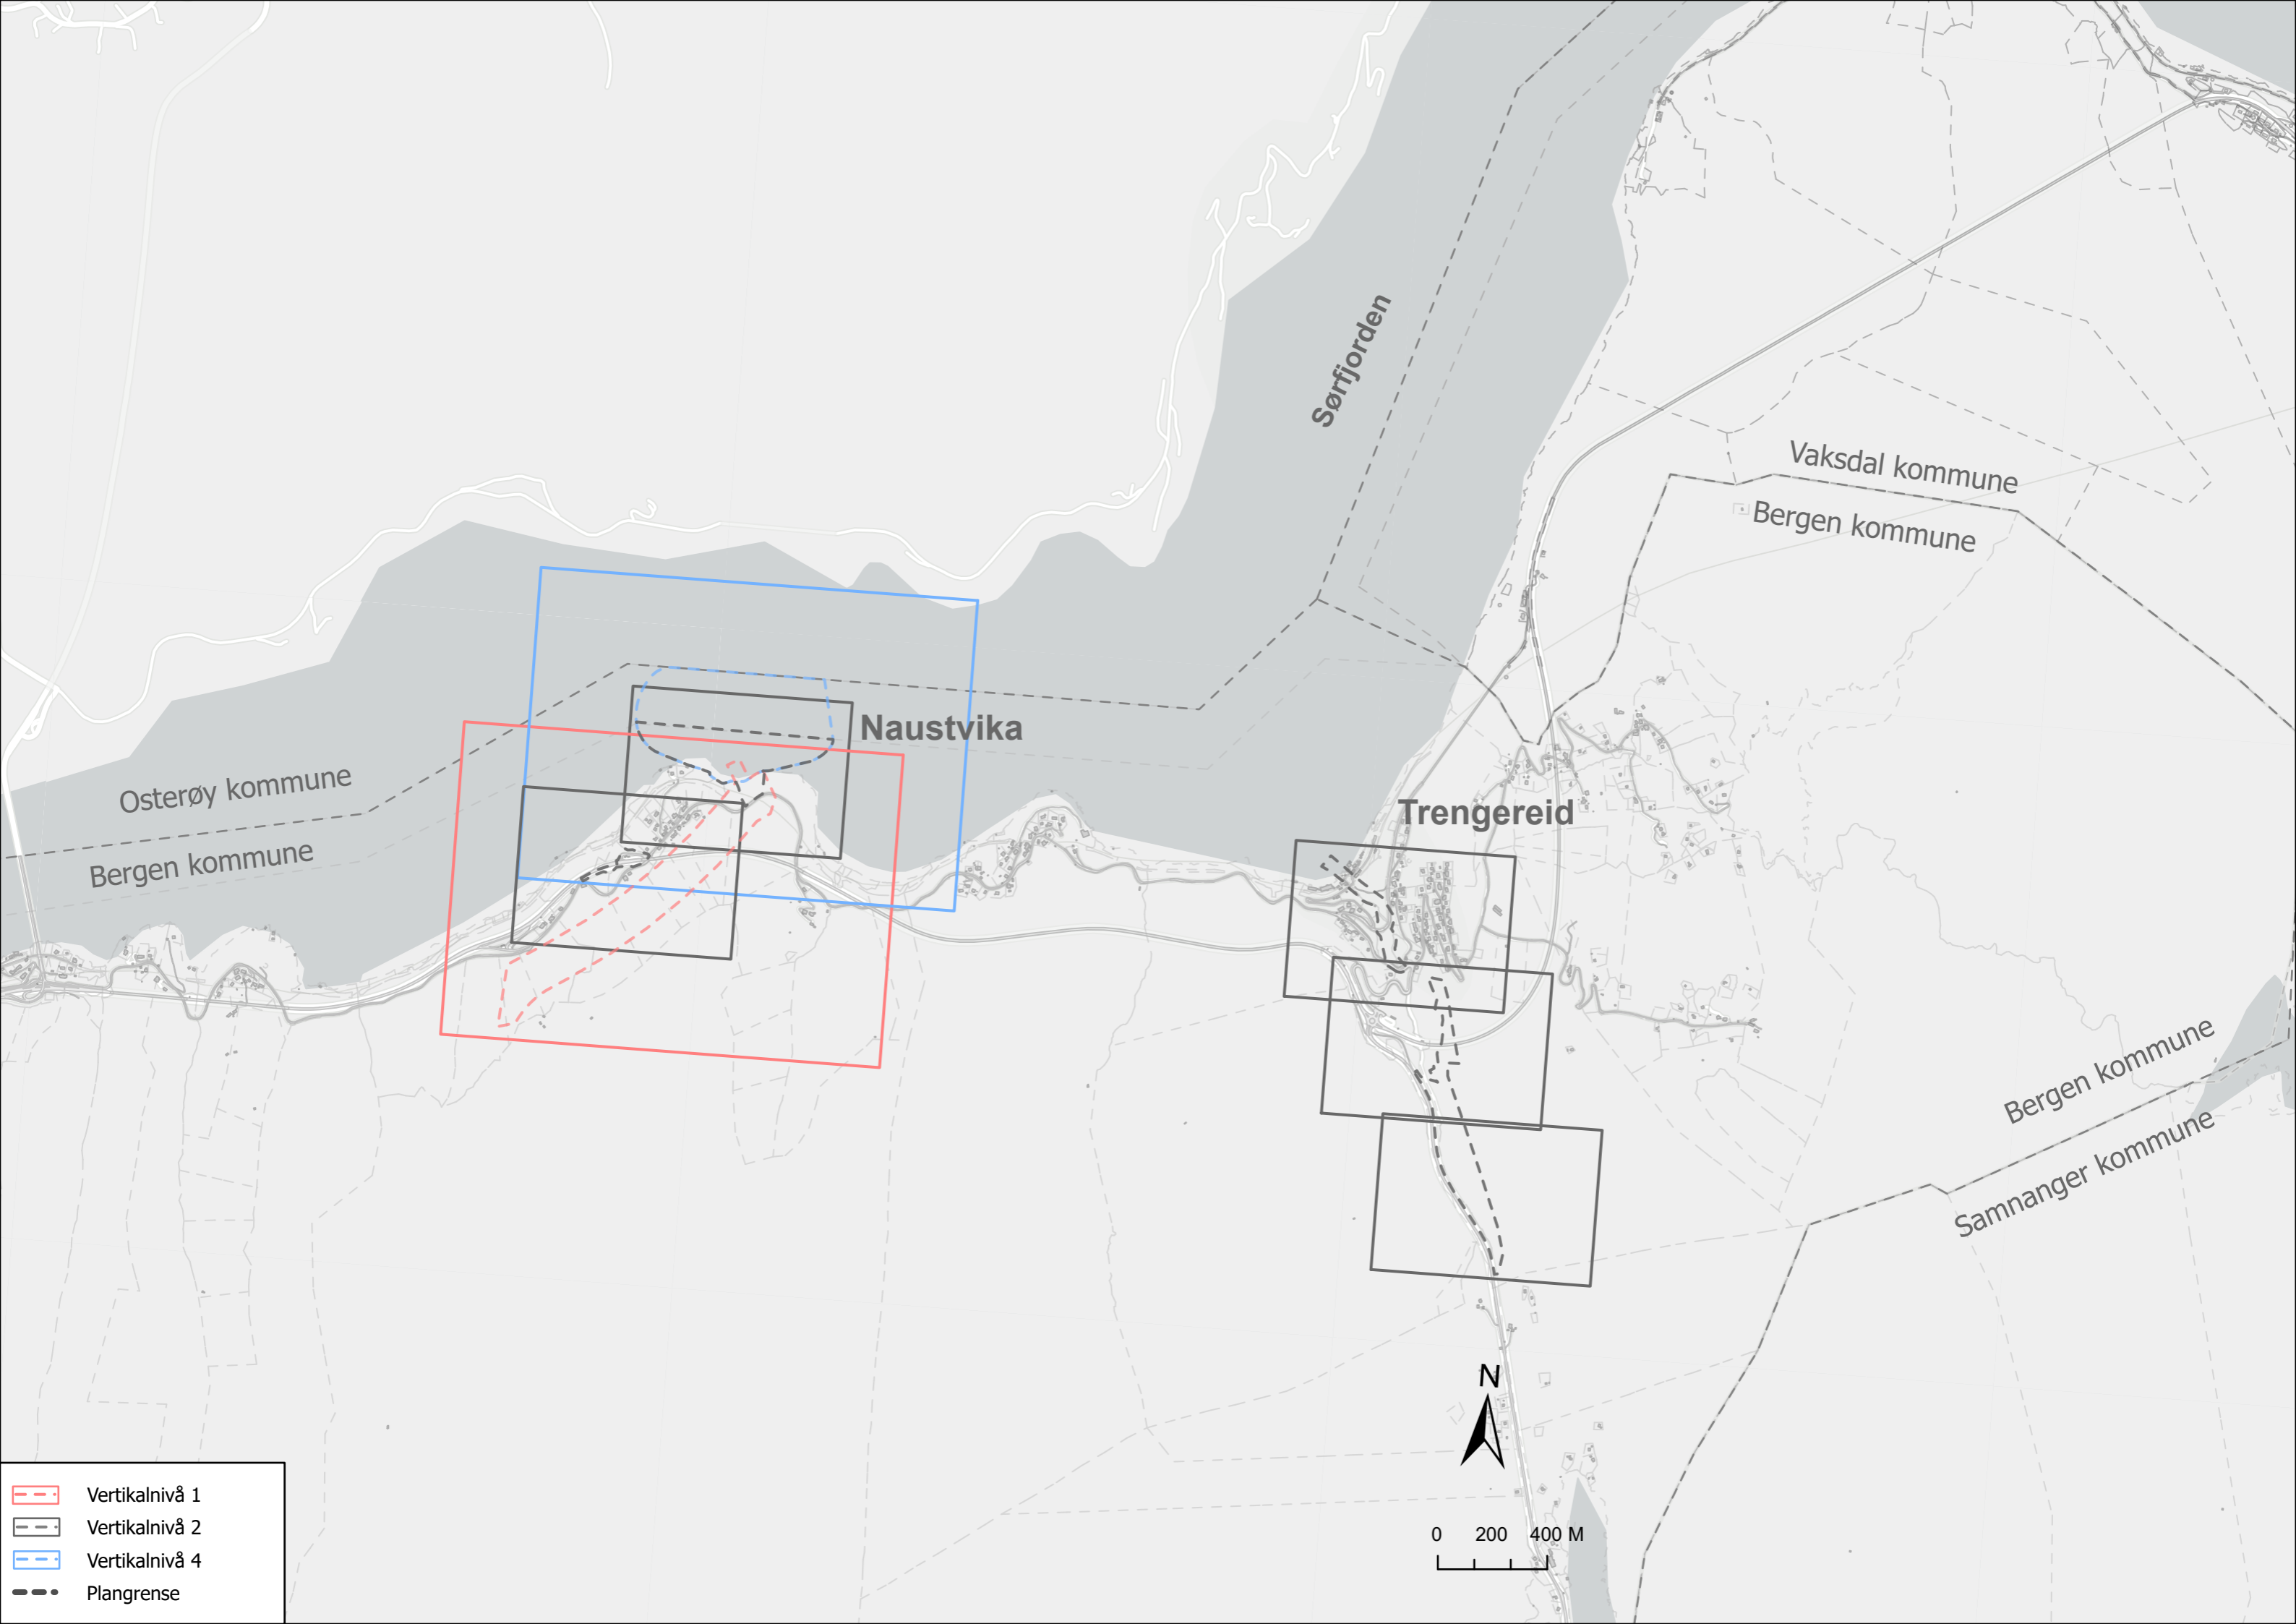 Sørfjorden
Vaksdal kommune
Bergen kommune
Naustvika
Osterøy kommune
Bergen kommune
Trengereid
Bergen kommune
Samnanger kommune
N
0 200 400 M
Vertikalnivå 1
Vertikalnivå 2
Vertikalnivå 4
Plangrense